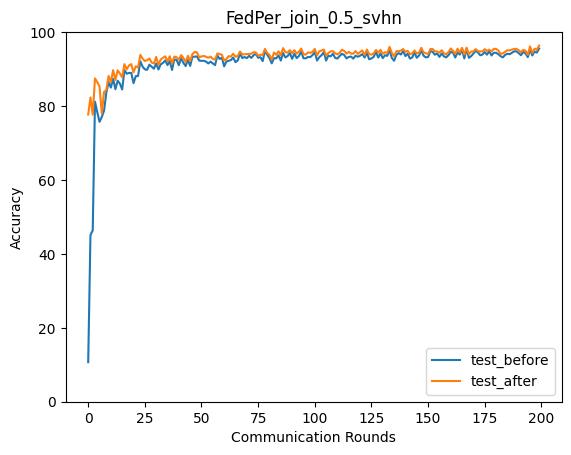 FedPer_join_0.5_svhn
Accuracy
100
80
60
40
20
0
0 25 50 75 100 125 150 175 200
Communication Rounds
test_before
test_after